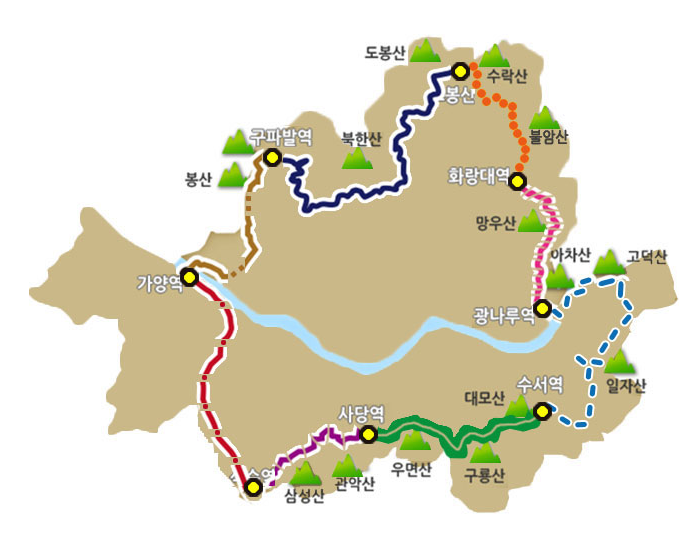 도봉산
수락산
봉산
구파발역
북한산
불암산
봉산
화랑대역
망우산
아차산
고덕산
가양역
광나루역
일자산
수서역
대모산
사당역
우면산
구룡산
관악산
삼성산